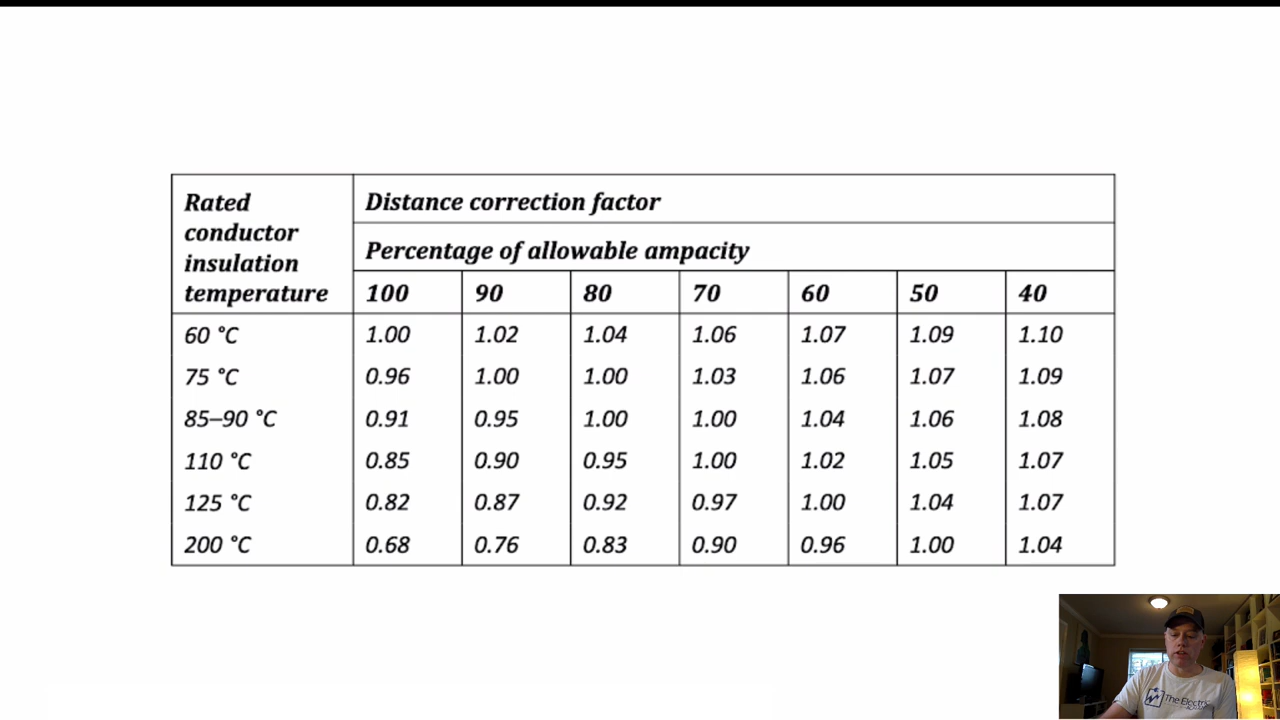 Rated
conductor
insulation
temperature
Distance correction factor
Percentage of allowable ampacity
100 90 80 70 60 50 40
60 °C 1.00 1.02 1.04 1.06 1.07 1.09 1.10
75 °C 0.96 1.00 1.00 1.03 1.06 1.07 1.09
85–90 °C 0.91 0.95 1.00 1.00 1.04 1.06 1.08
110 °C 0.85 0.90 0.95 1.00 1.02 1.05 1.07
125 °C 0.82 0.87 0.92 0.97 1.00 1.04 1.07
200 °C 0.68 0.76 0.83 0.90 0.96 1.00 1.04
The Electric